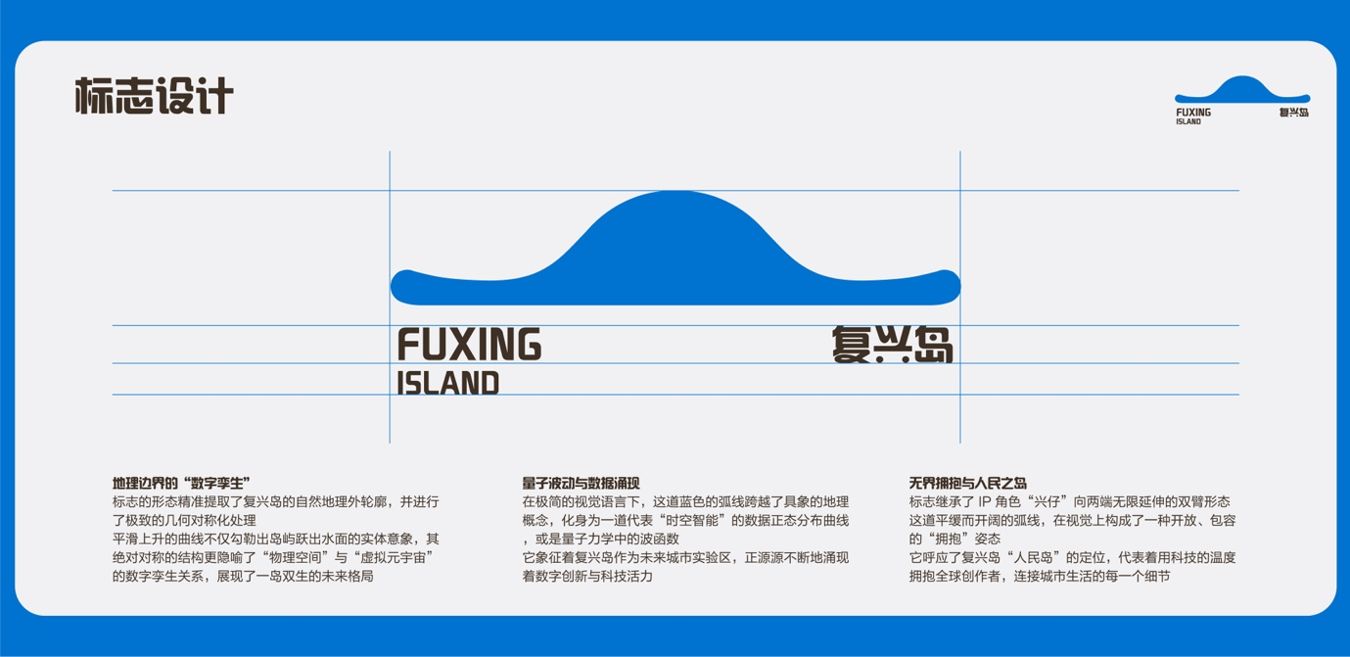 标志设计
FUXING
ISLAND
复兴岛
FUXING
ISLAND
复兴岛
地理边界的“数字孪生”
标志的形态精准提取了复兴岛的自然地理外轮廓，并进行
了极致的几何对称化处理
平滑上升的曲线不仅勾勒出岛屿跃出水面的实体意象，其
绝对对称的结构更隐喻了“物理空间”与“虚拟元宇宙”
的数字孪生关系，展现了一岛双生的未来格局
量子波动与数据涌现
在极简的视觉语言下，这道蓝色的弧线跨越了具象的地理
概念，化身为一道代表“时空智能”的数据正态分布曲线
，或是量子力学中的波函数
它象征着复兴岛作为未来城市实验区，正源源不断地涌现
着数字创新与科技活力
无界拥抱与人民之岛
标志继承了 IP 角色“兴仔”向两端无限延伸的双臂形态
这道平缓而开阔的弧线，在视觉上构成了一种开放、包容
的“拥抱”姿态
它呼应了复兴岛“人民岛”的定位，代表着用科技的温度
拥抱全球创作者，连接城市生活的每一个细节